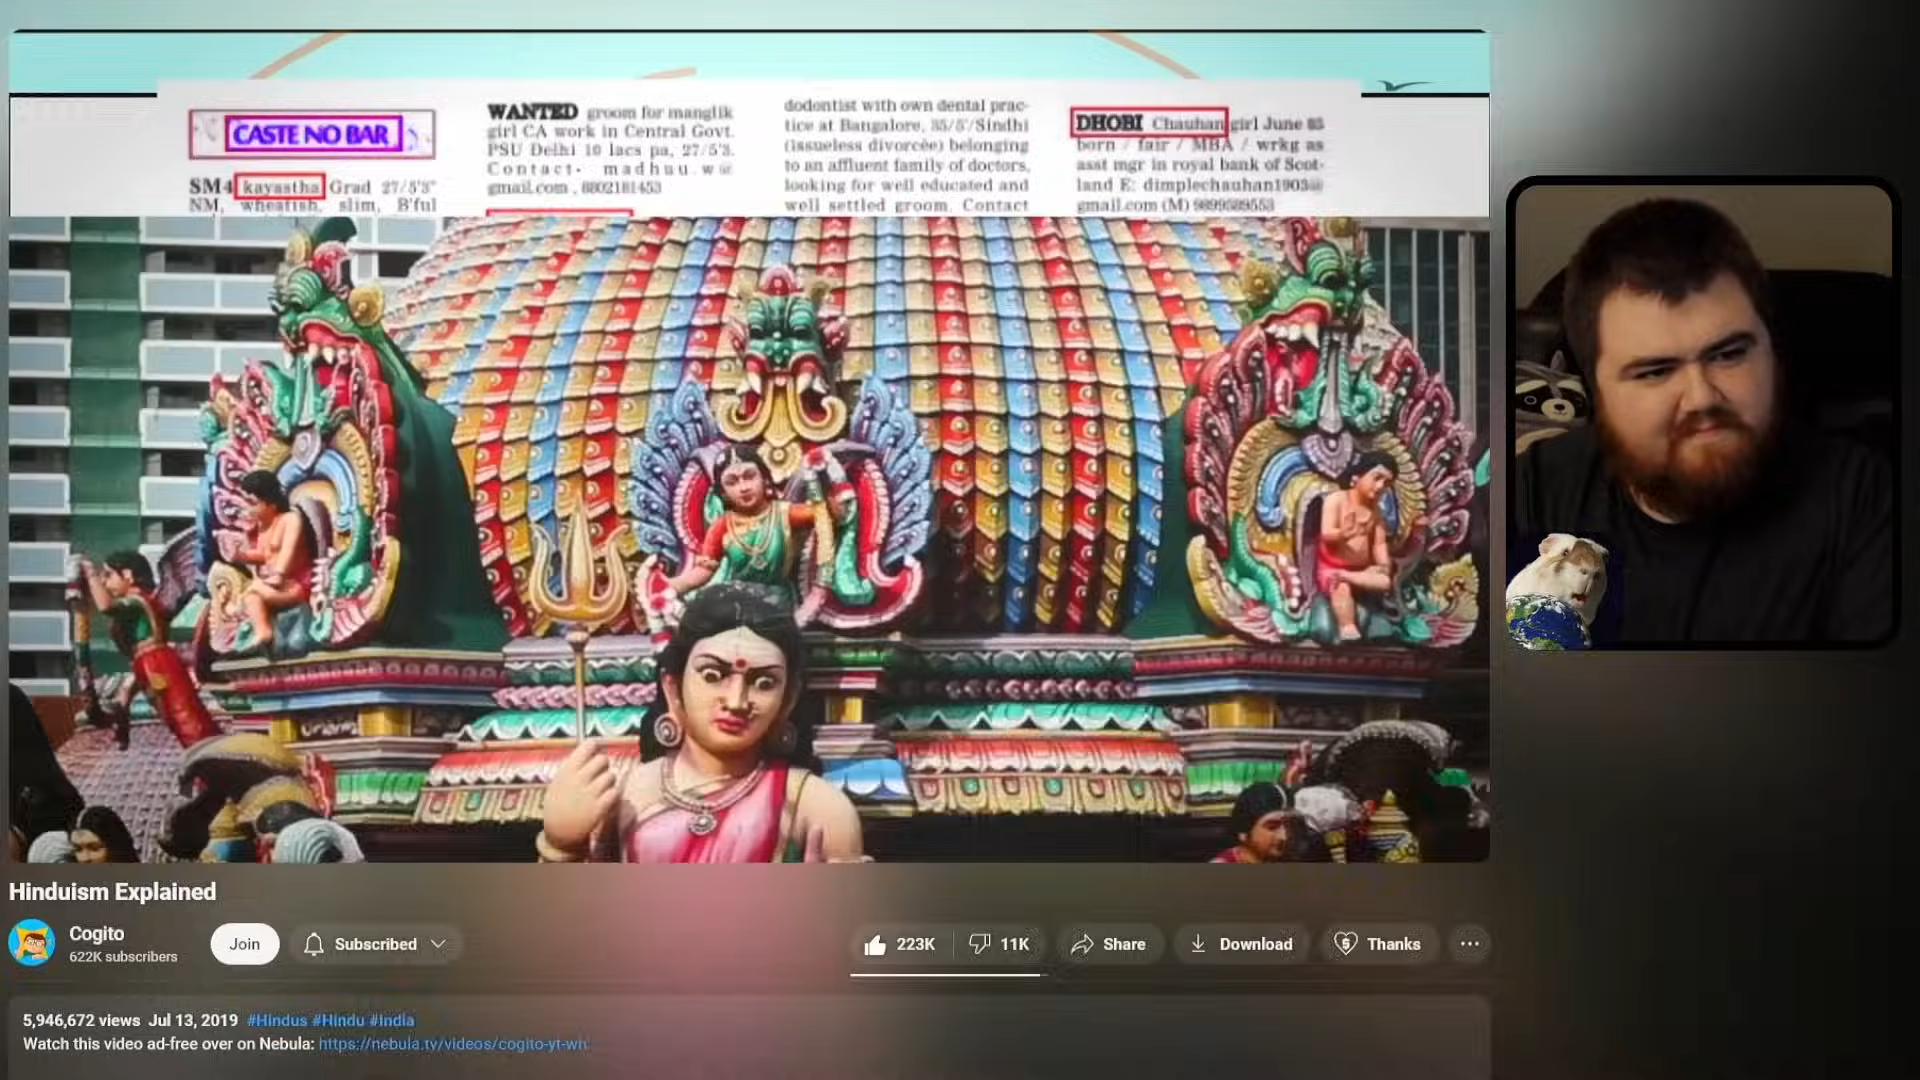 CASTE NO BAR
SM4 kayastha Grad 27/5'3"
NM, wheatish, slim, B'ful
WANTED groom for manglik
girl CA work in Central Govt.
PSU Delhi 10 lacs pa, 27/5'3.
Contact- madhuu.w@
gmail.com , 8802181453
dodontist with own dental prac-
tice at Bangalore, 35/5'/Sindhi
(issueless divorcée) belonging
to an affluent family of doctors,
looking for well educated and
well settled groom. Contact
DHOBI Chauhan girl June 85
born / fair / MBA / wrkg as
asst mgr in royal bank of Scot-
land E: dimplechauhan1903@
gmail.com (M) 9899589553
Hinduism Explained
Cogito
622K subscribers
Join
Subscribed
223K
11K
Share
Download
Thanks
5,946,672 views Jul 13, 2019 #Hindus #Hindu #India
Watch this video ad-free over on Nebula: https://nebula.tv/videos/cogito-yt-wh